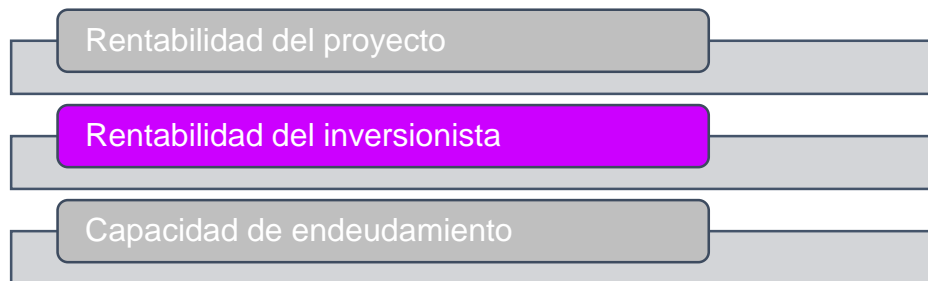 Rentabilidad del proyecto
Rentabilidad del inversionista
Capacidad de endeudamiento